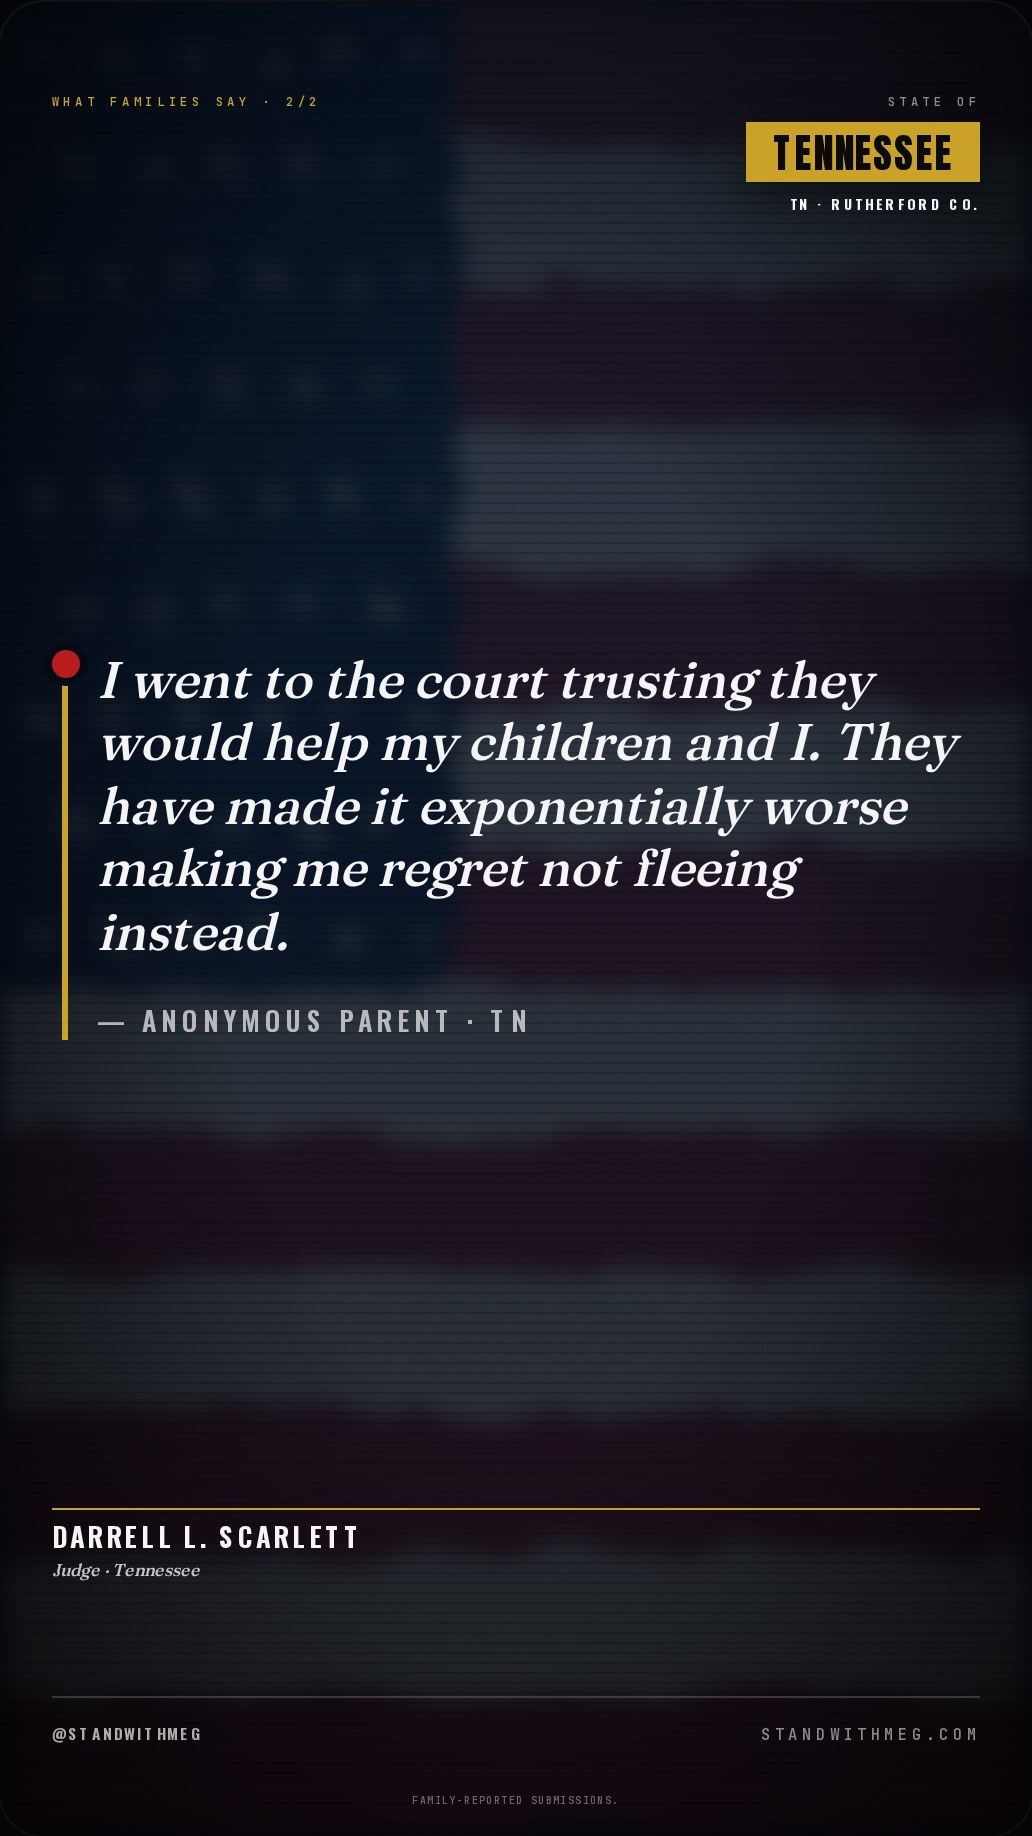 WHAT FAMILIES SAY · 2/2
STATE OF
TENNESSEE
TN · RUTHERFORD CO.
I went to the court trusting they
would help my children and I. They
have made it exponentially worse
making me regret not fleeing
instead.
— ANONYMOUS PARENT · TN
DARRELL L. SCARLETT
Judge · Tennessee
@STANDWITHMEG
STANDWITHMEG.COM
FAMILY-REPORTED SUBMISSIONS.